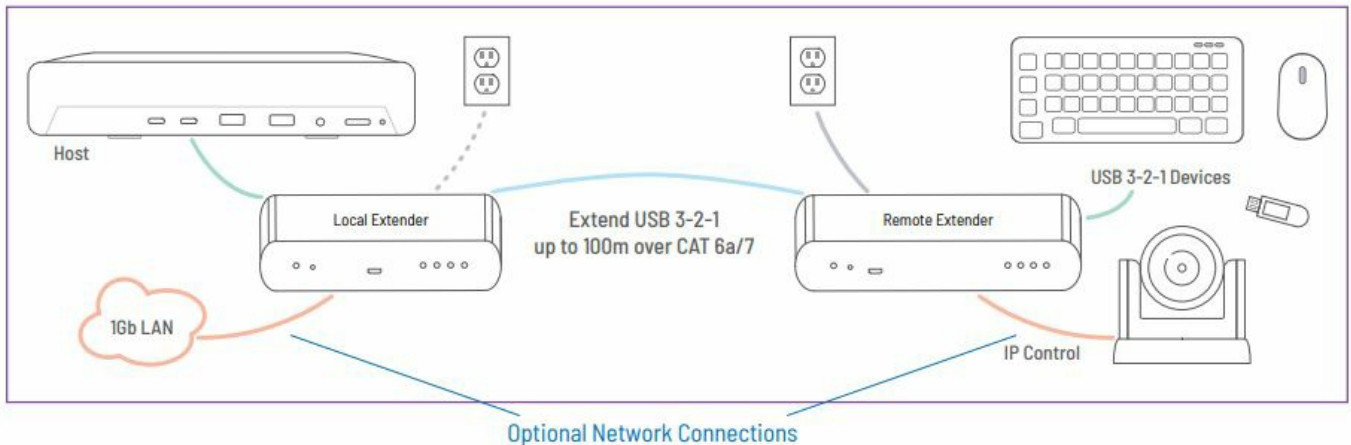 Host
Local Extender
Extend USB 3-2-1
up to 100m over CAT 6a/7
Remote Extender
USB 3-2-1 Devices
1Gb LAN
IP Control
Optional Network Connections